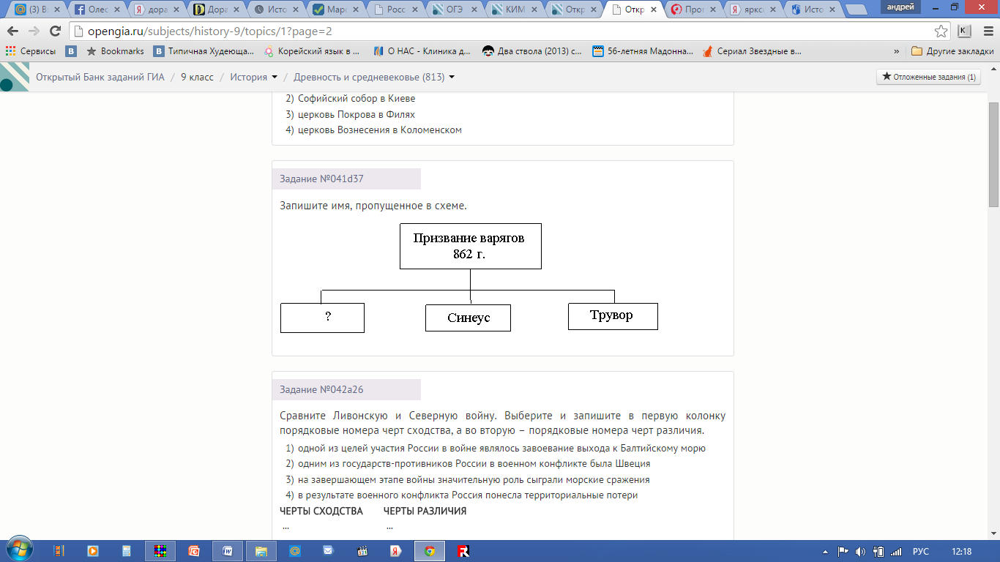 (3) В
Олес
дора
Дора
Исто
Маро
Росс
ОГЭ
КИМ
Откр
Откр
Про
яркс
Исто
андрей
opengia.ru/subjects/history-9/topics/1?page=2
Сервисы
Bookmarks
Типичная Худеюща...
Корейский язык в ...
О НАС - Клиника д...
Два ствола (2013) с...
56-летняя Мадонна...
Сериал Звездные в...
»
Другие закладки
Открытый Банк заданий ГИА / 9 класс / История / Древность и средневековье (813)
Отложенные задания (1)
2) Софийский собор в Киеве
3) церковь Покрова в Филях
4) церковь Вознесения в Коломенском
Задание №041d37
Запишите имя, пропущенное в схеме.
Призвание варягов
862 г.
?
Синеус
Трувор
Задание №042a26
Сравните Ливонскую и Северную войну. Выберите и запишите в первую колонку
порядковые номера черт сходства, а во вторую – порядковые номера черт различия.
1) одной из целей участия России в войне являлось завоевание выхода к Балтийскому морю
2) одним из государств-противников России в военном конфликте была Швеция
3) на завершающем этапе войны значительную роль сыграли морские сражения
4) в результате военного конфликта Россия понесла территориальные потери
ЧЕРТЫ СХОДСТВА ЧЕРТЫ РАЗЛИЧИЯ
... ...
РУС
12:18